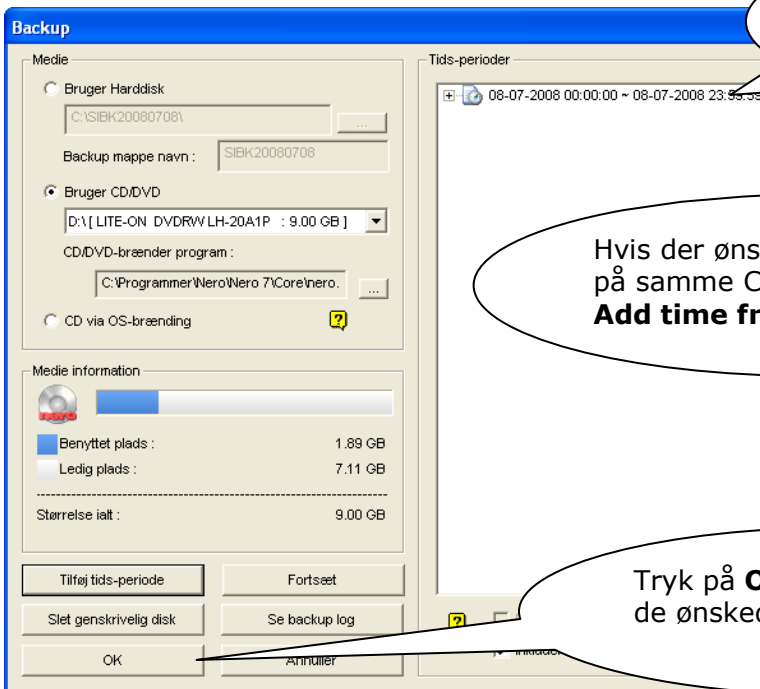 Backup
Medie
Bruger Harddisk
C:\SIBK20080708\
...
Backup mappe navn : SIBK20080708
Bruger CD/DVD
D:\ [ LITE-ON DVDRW LH-20A1P : 9.00 GB ]
CD/DVD-brænder program :
C:\Programmer\Nero\Nero 7\Core\nero.
...
CD via OS-brænding
Medie information
nero
Benyttet plads : 1.89 GB
Ledig plads : 7.11 GB
Størrelse ialt : 9.00 GB
Tilføj tids-periode
Fortsæt
Slet genskrivelig disk
Se backup log
OK
Annuller
Tids-perioder
08-07-2008 00:00:00 ~ 08-07-2008 23:59:59
Hvis der øns
på samme C
Add time fr
Tryk på O
de ønsked